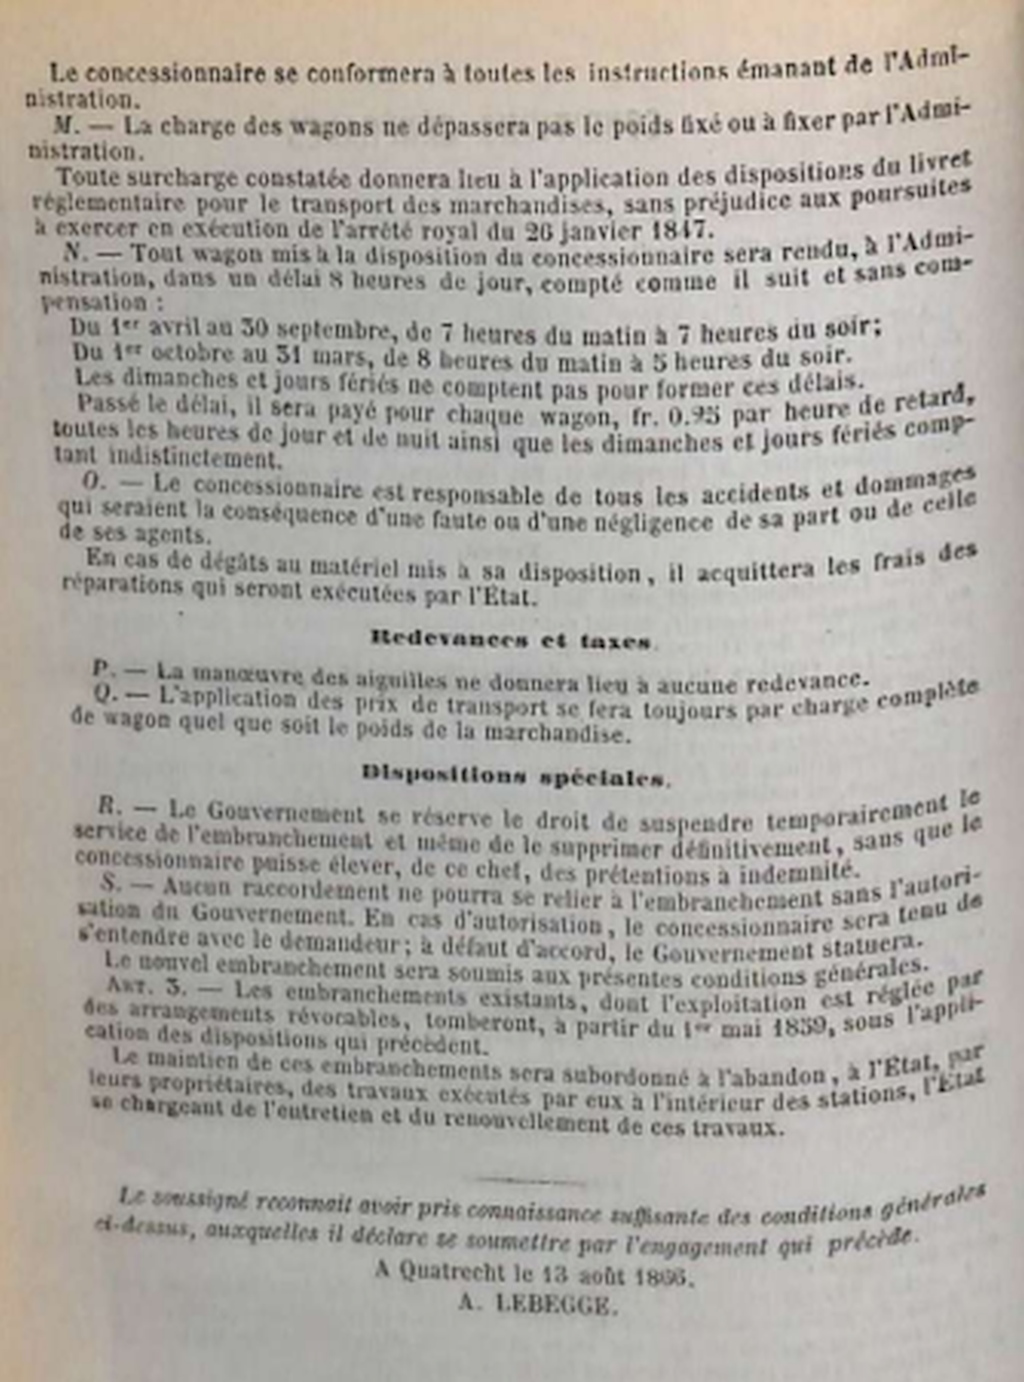 Le concessionnaire se conformera à toutes les instructions émanant de l'Admi-
nistration.
M. — La charge des wagons ne dépassera pas le poids fixé ou à fixer par l'Admi-
nistration.
Toute surcharge constatée donnera lieu à l'application des dispositions du livret
réglementaire pour le transport des marchandises, sans préjudice aux poursuites
à exercer en exécution de l'arrêté royal du 26 janvier 1847.
N. — Tout wagon mis à la disposition du concessionnaire sera rendu, à l'Admi-
nistration, dans un délai 8 heures de jour, compté comme il suit et sans com-
pensation :
Du 1er avril au 30 septembre, de 7 heures du matin à 7 heures du soir;
Du 1er octobre au 31 mars, de 8 heures du matin à 5 heures du soir.
Les dimanches et jours fériés ne comptent pas pour former ces délais.
Passé le délai, il sera payé pour chaque wagon, fr. 0.25 par heure de retard,
toutes les heures de jour et de nuit ainsi que les dimanches et jours fériés comp-
tant indistinctement.
O. — Le concessionnaire est responsable de tous les accidents et dommages
qui seraient la conséquence d'une faute ou d'une négligence de sa part ou de celle
de ses agents.
En cas de dégâts au matériel mis à sa disposition, il acquittera les frais des
réparations qui seront exécutées par l'État.
Redevances et taxes.
P. — La manœuvre des aiguilles ne donnera lieu à aucune redevance.
Q. — L'application des prix de transport se fera toujours par charge complète
de wagon quel que soit le poids de la marchandise.
Dispositions spéciales.
R. — Le Gouvernement se réserve le droit de suspendre temporairement le
service de l'embranchement et même de le supprimer définitivement, sans que le
concessionnaire puisse élever, de ce chef, des prétentions à indemnité.
S. — Aucun raccordement ne pourra se relier à l'embranchement sans l'autori-
sation du Gouvernement. En cas d'autorisation, le concessionnaire sera tenu de
s'entendre avec le demandeur; à défaut d'accord, le Gouvernement statuera.
Le nouvel embranchement sera soumis aux présentes conditions générales.
ART. 3. — Les embranchements existants, dont l'exploitation est réglée par
des arrangements révocables, tomberont, à partir du 1er mai 1859, sous l'appli-
cation des dispositions qui précèdent.
Le maintien de ces embranchements sera subordonné à l'abandon, à l'État, par
leurs propriétaires, des travaux exécutés par eux à l'intérieur des stations, l'État
se chargeant de l'entretien et du renouvellement de ces travaux.
Le soussigné reconnait avoir pris connaissance suffisante des conditions générales
ci-dessus, auxquelles il déclare se soumettre par l'engagement qui précède.
A Quatrecht le 13 août 1866.
A. LEBEGGE.